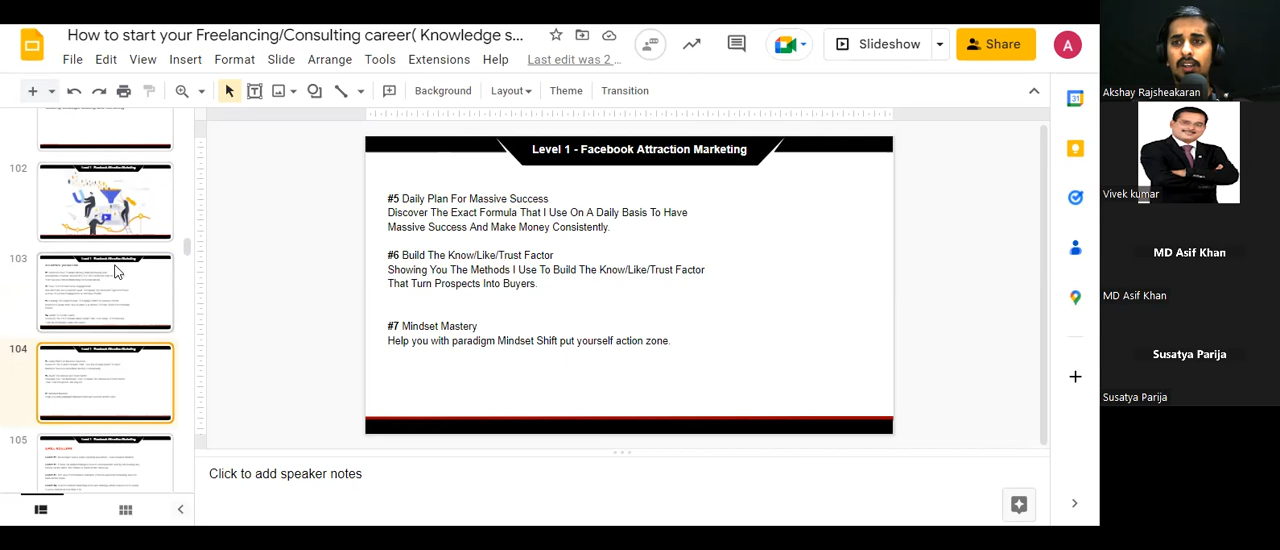 How to start your Freelancing/Consulting career( Knowledge s...
File Edit View Insert Format Slide Arrange Tools Extensions Help Last edit was 2 ...
Slideshow
Share
A
Background Layout Theme Transition
102
103
104
105
Level 1 - Facebook Attraction Marketing
#5 Daily Plan For Massive Success
Discover The Exact Formula That I Use On A Daily Basis To Have
Massive Success And Make Money Consistently.
#6 Build The Know/Like/Trust Factor
Showing You The Methods I Use To Build The Know/Like/Trust Factor
That Turn Prospects Into Buyers.
#7 Mindset Mastery
Help you with paradigm Mindset Shift put yourself action zone.
Click to add speaker notes
31
Akshay Rajsheakaran
Vivek kumar
MD Asif Khan
MD Asif Khan
Susatya Parija
Susatya Parija